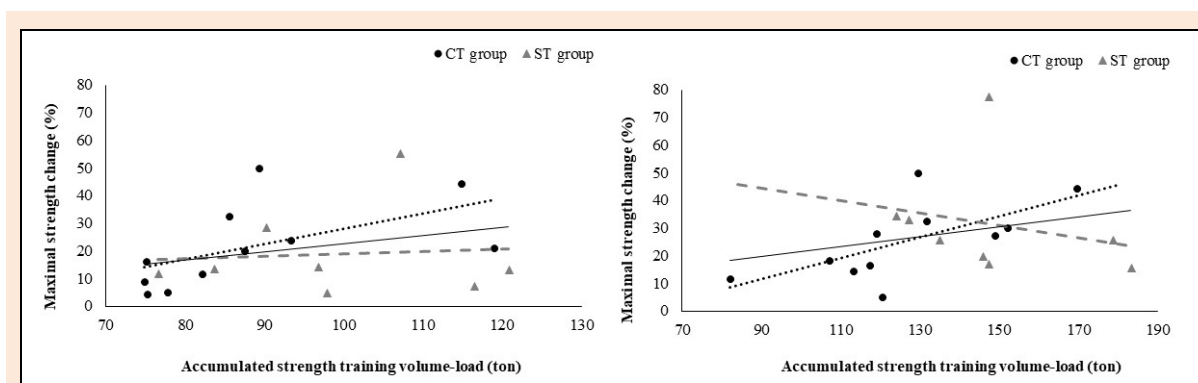 CT group ST group
Maximal strength change (%)
80
70
60
50
40
30
20
10
0
70 80 90 100 110 120 130
Accumulated strength training volume-load (ton)
CT group ST group
Maximal strength change (%)
80
70
60
50
40
30
20
10
0
70 90 110 130 150 170 190
Accumulated strength training volume-load (ton)